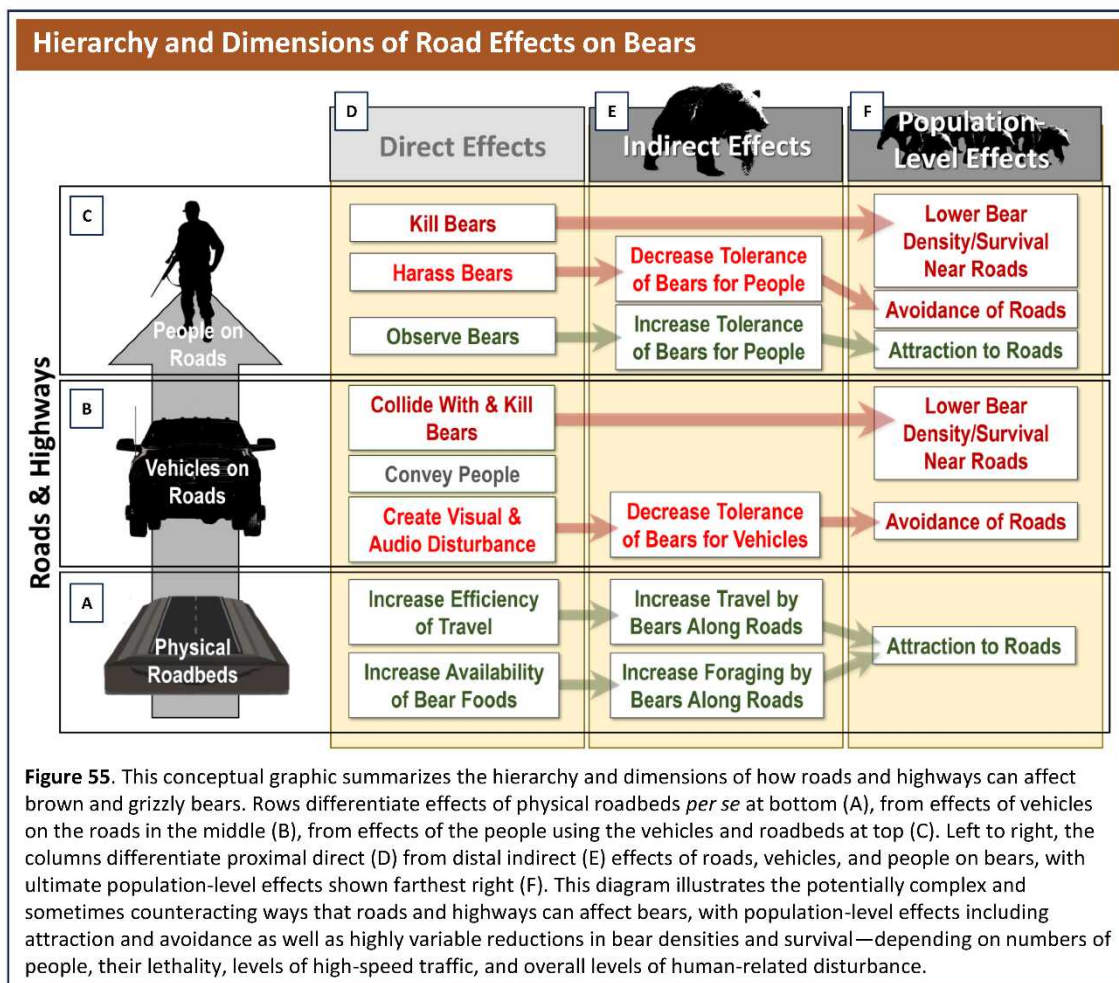 Hierarchy and Dimensions of Road Effects on Bears
D
Direct Effects
E
Indirect Effects
F
Population-
Level Effects
Roads & Highways
C
People on
Roads
Kill Bears
Lower Bear
Density/Survival
Near Roads
Harass Bears
Decrease Tolerance
of Bears for People
Avoidance of Roads
Observe Bears
Increase Tolerance
of Bears for People
Attraction to Roads
B
Vehicles on
Roads
Collide With & Kill
Bears
Lower Bear
Density/Survival
Near Roads
Convey People
Create Visual &
Audio Disturbance
Decrease Tolerance
of Bears for Vehicles
Avoidance of Roads
A
Physical
Roadbeds
Increase Efficiency
of Travel
Increase Travel by
Bears Along Roads
Attraction to Roads
Increase Availability
of Bear Foods
Increase Foraging by
Bears Along Roads
Figure 55. This conceptual graphic summarizes the hierarchy and dimensions of how roads and highways can affect
brown and grizzly bears. Rows differentiate effects of physical roadbeds per se at bottom (A), from effects of vehicles
on the roads in the middle (B), from effects of the people using the vehicles and roadbeds at top (C). Left to right, the
columns differentiate proximal direct (D) from distal indirect (E) effects of roads, vehicles, and people on bears, with
ultimate population-level effects shown farthest right (F). This diagram illustrates the potentially complex and
sometimes counteracting ways that roads and highways can affect bears, with population-level effects including
attraction and avoidance as well as highly variable reductions in bear densities and survival—depending on numbers of
people, their lethality, levels of high-speed traffic, and overall levels of human-related disturbance.